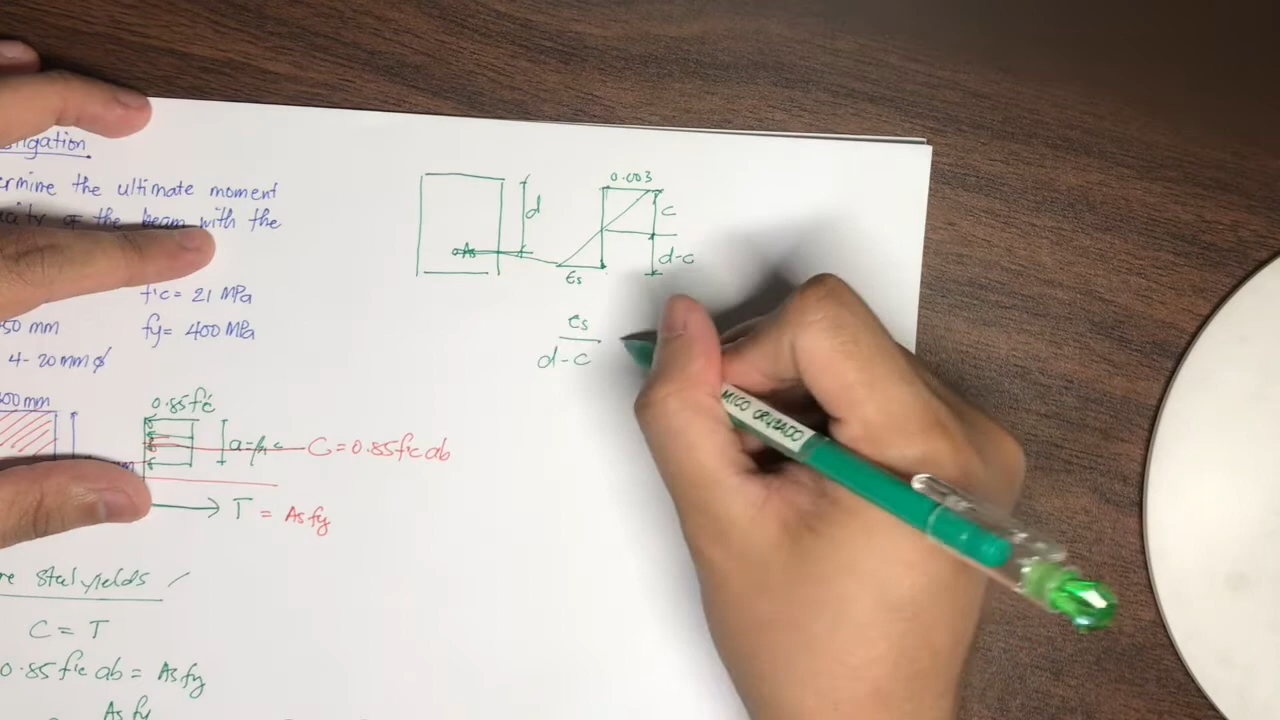 ermine the ultimate moment
of the beam with the
f'c = 21 MPa
50 mm
fy = 400 MPa
4-20mm ϕ
00 mm
0.85f'c
C = 0.85f'c ab
T = As fy
steel yields
C = T
0.85 f'c ab = As fy
As fy
d
As
0.003
c
d-c
εs
εs
d-c
MICO CRUZADO